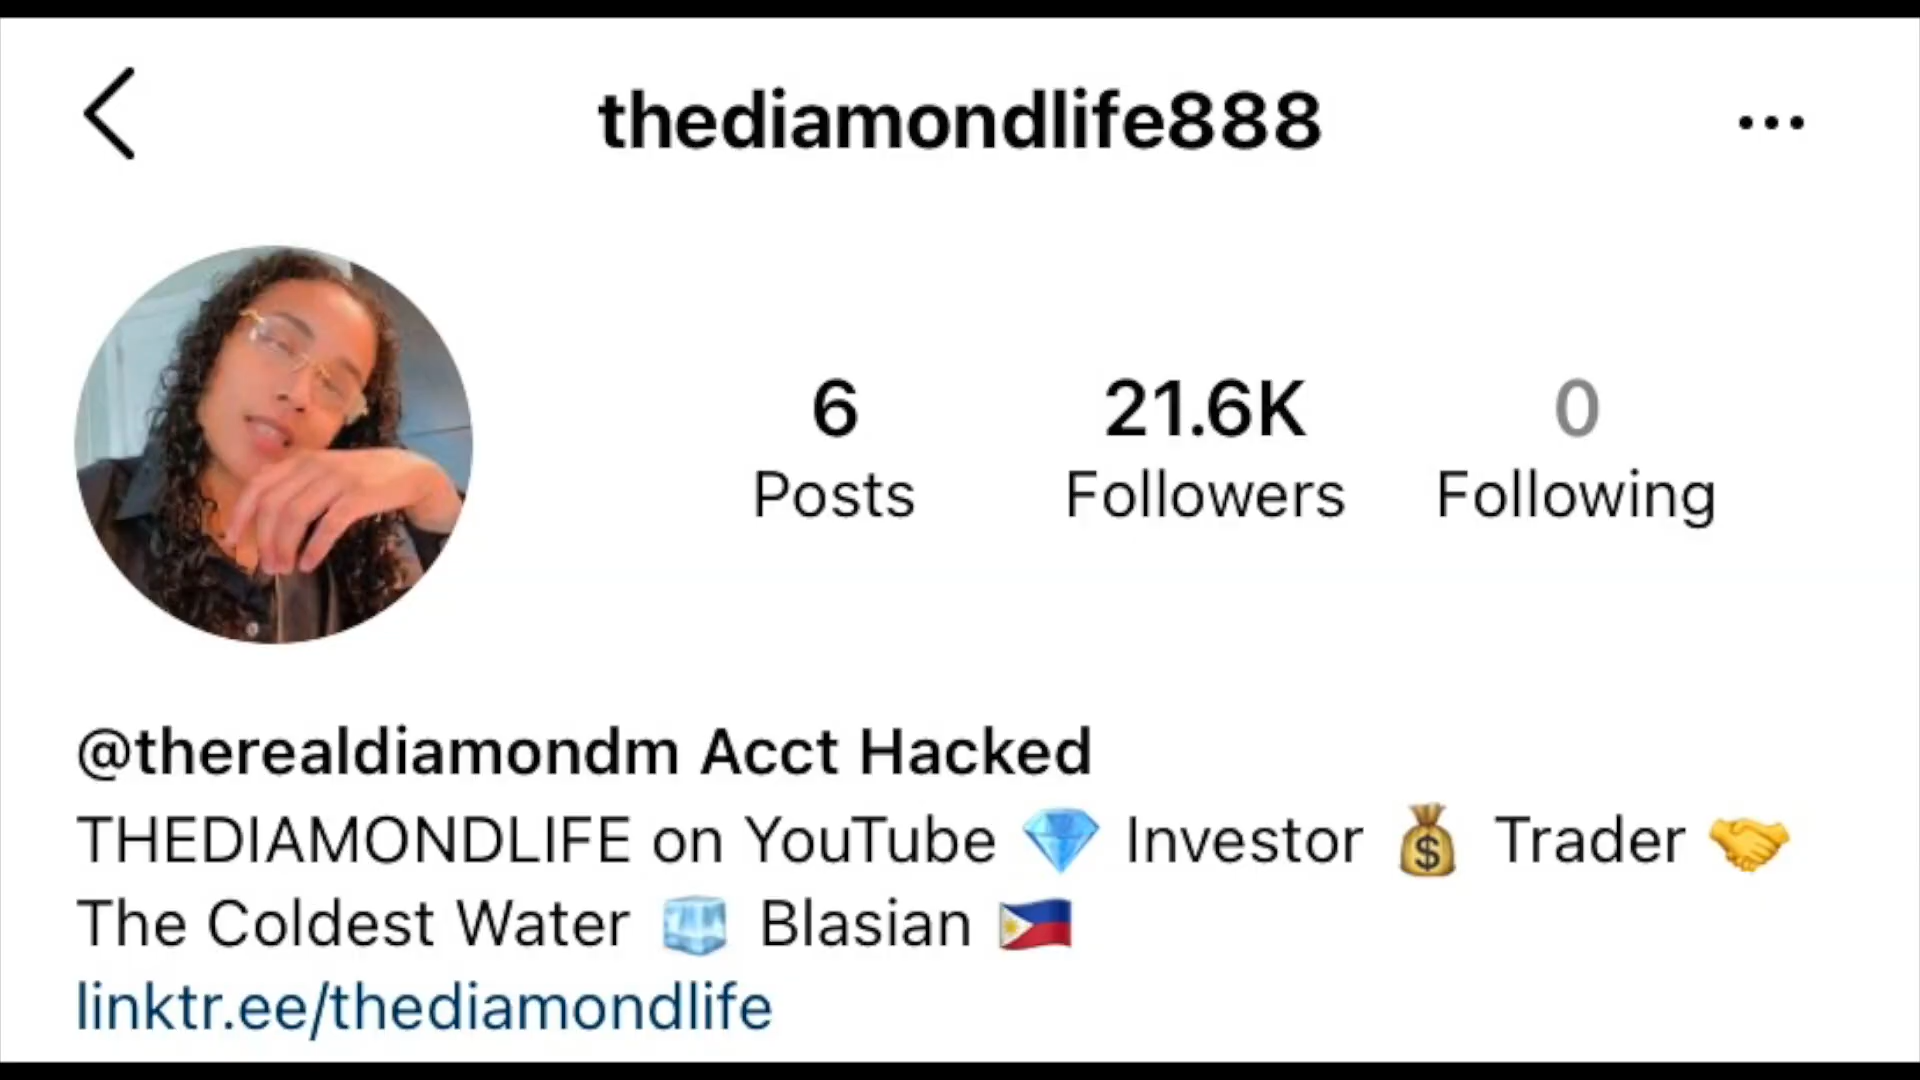 thediamondlife888
6 21.6K 0
Posts Followers Following
@therealdiamondm Acct Hacked
THEDIAMONDLIFE on YouTube 💎 Investor 💰 Trader 🤝
The Coldest Water 🧊 Blasian 🇵🇭
linktr.ee/thediamondlife